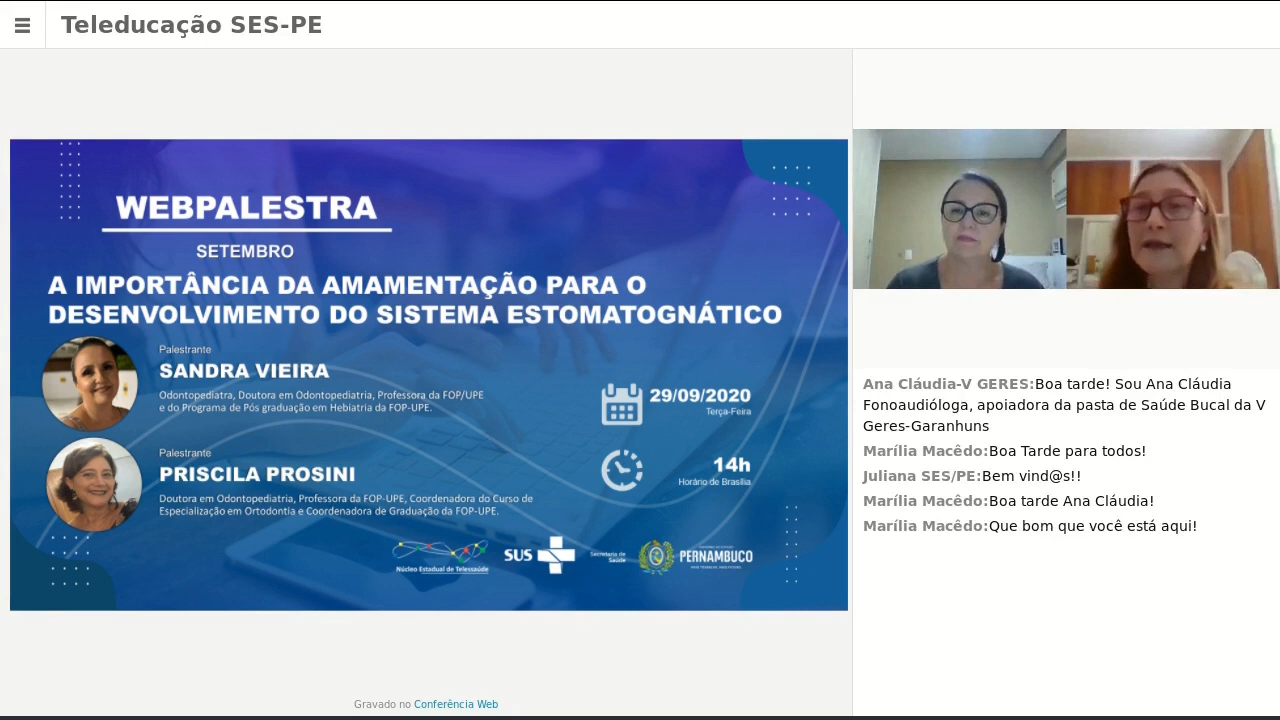 Teleducação SES-PE
WEBPALESTRA
SETEMBRO
A IMPORTÂNCIA DA AMAMENTAÇÃO PARA O
DESENVOLVIMENTO DO SISTEMA ESTOMATOGNÁTICO
Palestrante
SANDRA VIEIRA
Odontopediatra, Doutora em Odontopediatria, Professora da FOP/UPE
e do Programa de Pós graduação em Hebiatria da FOP-UPE.
29/09/2020
Terça-Feira
Palestrante
PRISCILA PROSINI
Doutora em Odontopediatria, Professora da FOP-UPE, Coordenadora do Curso de
Especialização em Ortodontia e Coordenadora de Graduação da FOP-UPE.
14h
Horário de Brasília
Núcleo Estadual de Telessaúde
SUS
Secretaria de
Saúde
PERNAMBUCO
Ana Cláudia-V GERES:Boa tarde! Sou Ana Cláudia
Fonoaudióloga, apoiadora da pasta de Saúde Bucal da V
Geres-Garanhuns
Marília Macêdo:Boa Tarde para todos!
Juliana SES/PE:Bem vind@s!!
Marília Macêdo:Boa tarde Ana Cláudia!
Marília Macêdo:Que bom que você está aqui!
Gravado no Conferência Web